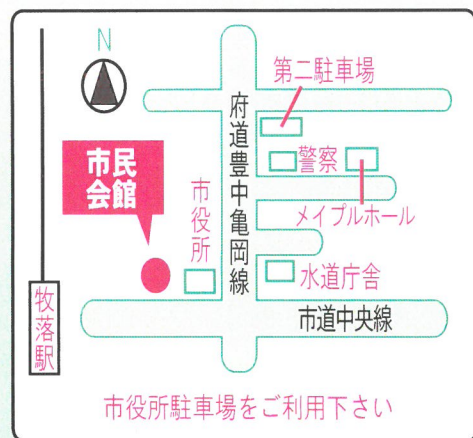 N
第二駐車場
府道豊中亀岡線
警察
市民
会館
市役所
メイプルホール
水道庁舎
牧落駅
市道中央線
市役所駐車場をご利用下さい